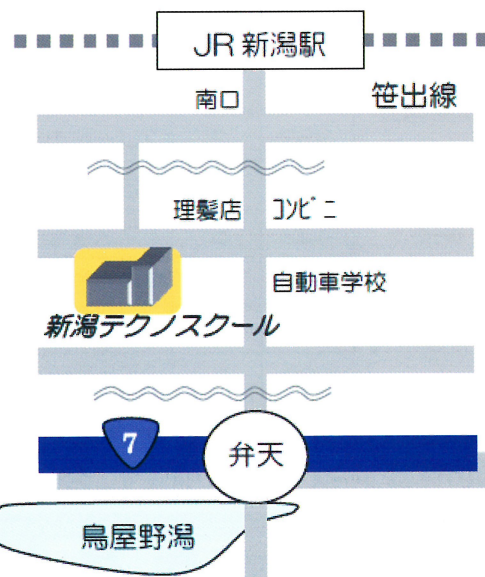 JR 新潟駅
南口
笹出線
理髪店
コンビニ
自動車学校
新潟テクノスクール
7
弁天
鳥屋野潟